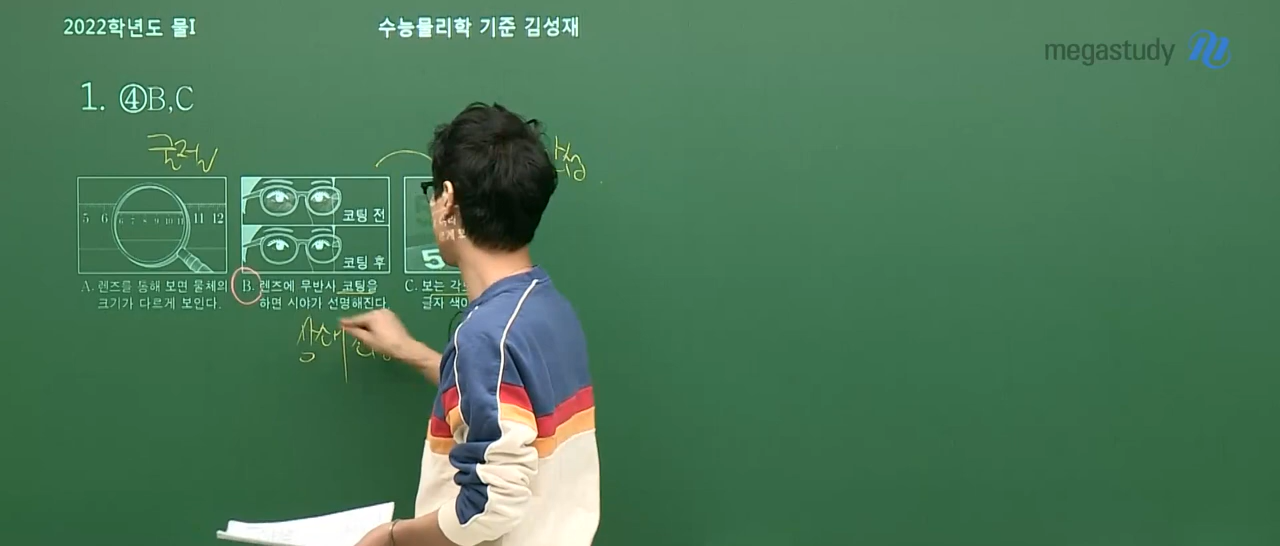 2022학년도 물I
수능물리학 기준 김성재
megastudy
1. ④B,C
굴절
5 6 6 7 8 9 10 11 11 12
코팅 전
코팅 후
5
A. 렌즈를 통해 보면 물체의
크기가 다르게 보인다.
B. 렌즈에 무반사 코팅을
하면 시야가 선명해진다.
C. 보는 각
글자 색이
상쇄